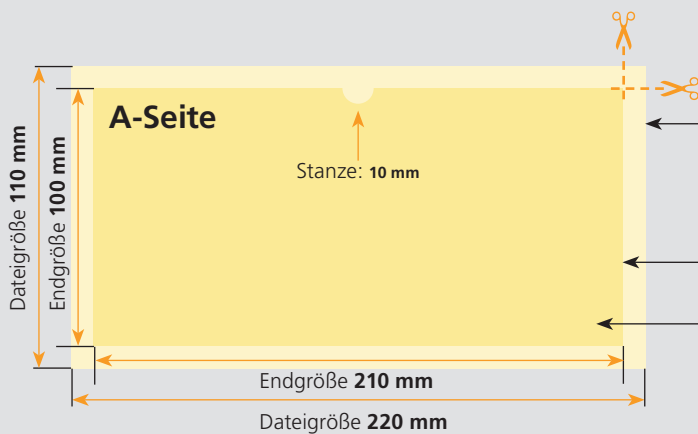 A-Seite
Stanze: 10 mm
Dateigröße 110 mm
Endgröße 100 mm
Endgröße 210 mm
Dateigröße 220 mm